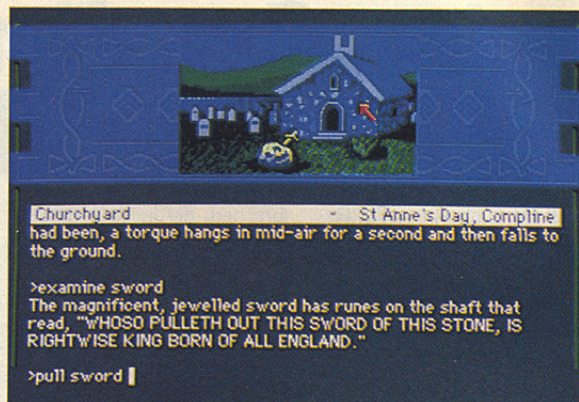 Churchyard - St Anne's Day, Compline
had been, a torque hangs in mid-air for a second and then falls to
the ground.
>examine sword
The magnificent, jewelled sword has runes on the shaft that
read, "WHOSO PULLETH OUT THIS SWORD OF THIS STONE, IS
RIGHTWISE KING BORN OF ALL ENGLAND."
>pull sword